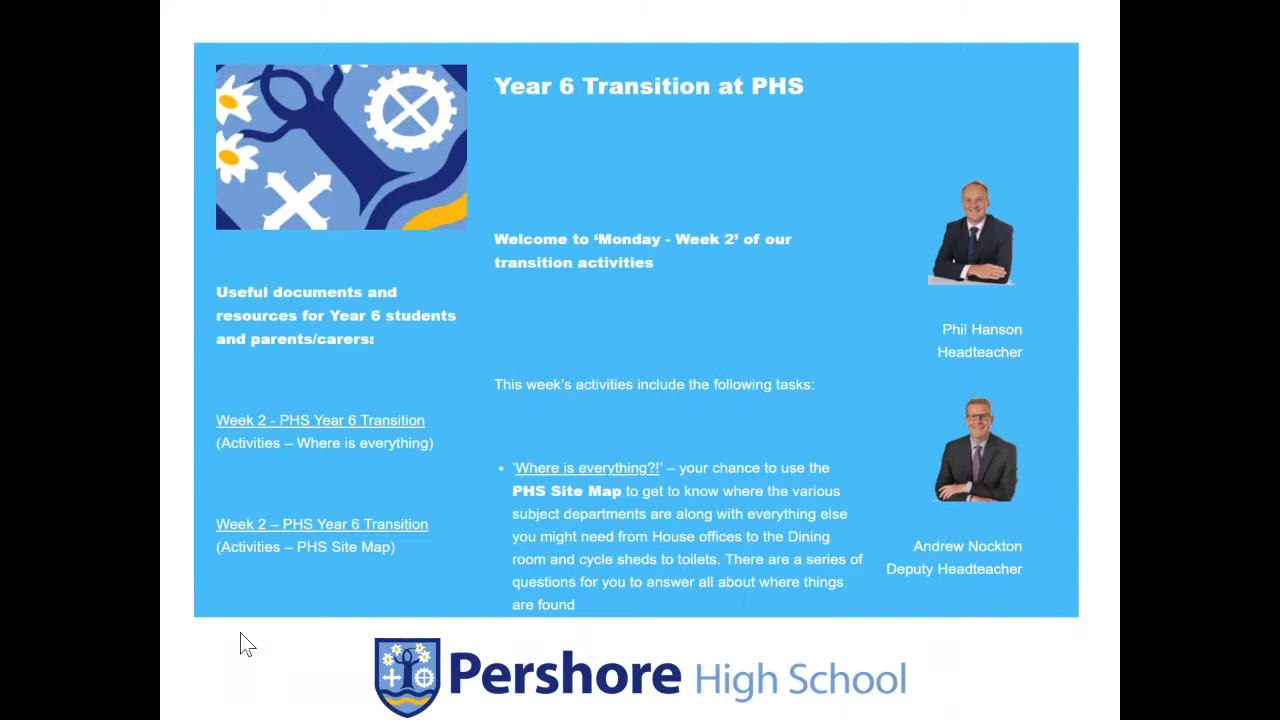 Year 6 Transition at PHS
Useful documents and
resources for Year 6 students
and parents/carers:
Week 2 - PHS Year 6 Transition
(Activities – Where is everything)
Week 2 – PHS Year 6 Transition
(Activities – PHS Site Map)
Welcome to ‘Monday - Week 2’ of our
transition activities
This week’s activities include the following tasks:
• ‘Where is everything?!’ – your chance to use the
PHS Site Map to get to know where the various
subject departments are along with everything else
you might need from House offices to the Dining
room and cycle sheds to toilets. There are a series of
questions for you to answer all about where things
are found
Phil Hanson
Headteacher
Andrew Nockton
Deputy Headteacher
Pershore High School